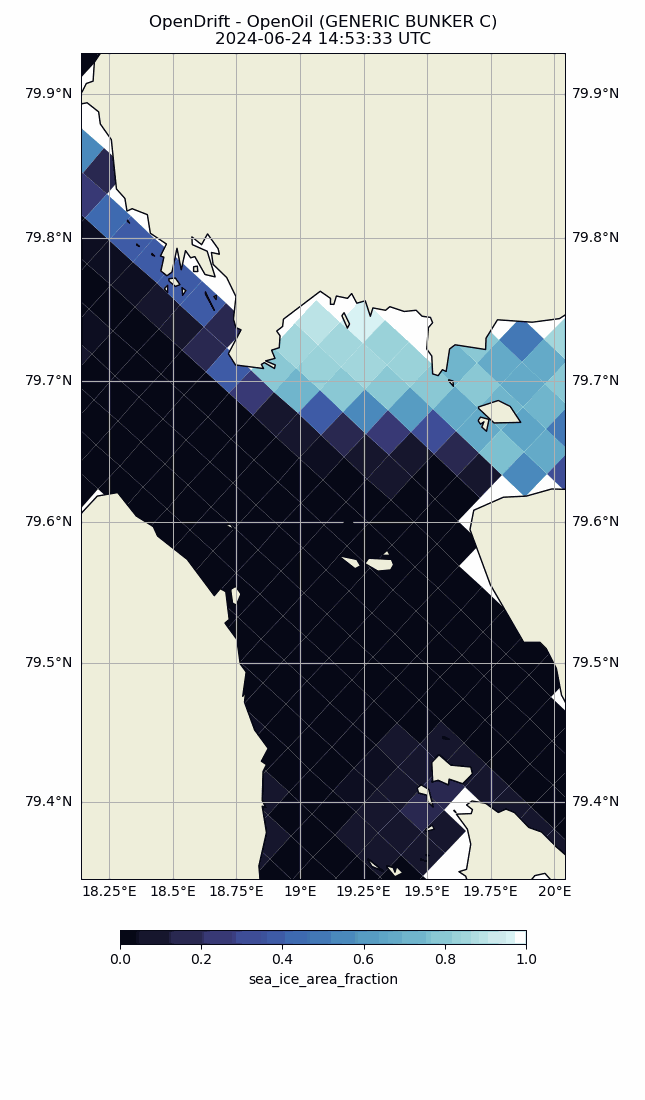 OpenDrift - OpenOil (GENERIC BUNKER C)
2024-06-24 14:53:33 UTC
79.9°N 79.9°N
79.8°N 79.8°N
79.7°N 79.7°N
79.6°N 79.6°N
79.5°N 79.5°N
79.4°N 79.4°N
18.25°E 18.5°E 18.75°E 19°E 19.25°E 19.5°E 19.75°E 20°E
0.0 0.2 0.4 0.6 0.8 1.0
sea_ice_area_fraction